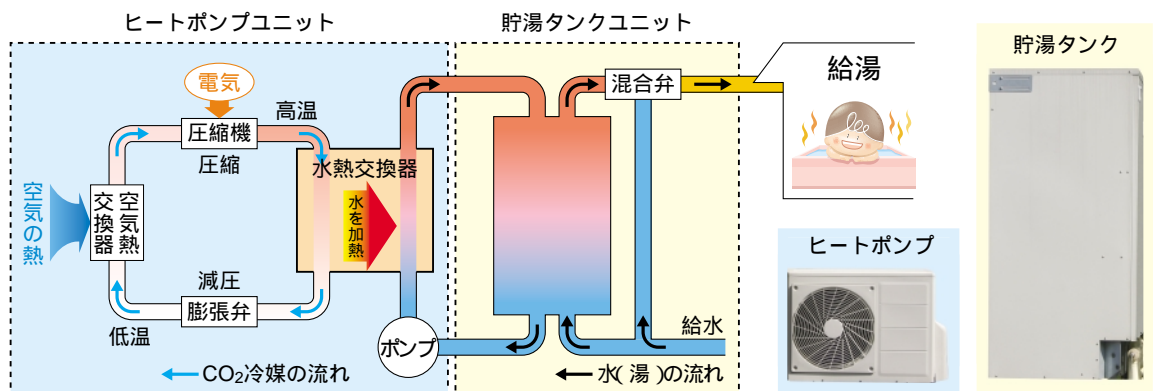 ヒートポンプユニット
貯湯タンクユニット
貯湯タンク
電気
高温
圧縮機
圧縮
水熱交換器
空気の熱
空気熱
交換器
水を加熱
減圧
膨張弁
低温
ポンプ
CO₂冷媒の流れ
混合弁
給湯
給水
水(湯)の流れ
ヒートポンプ